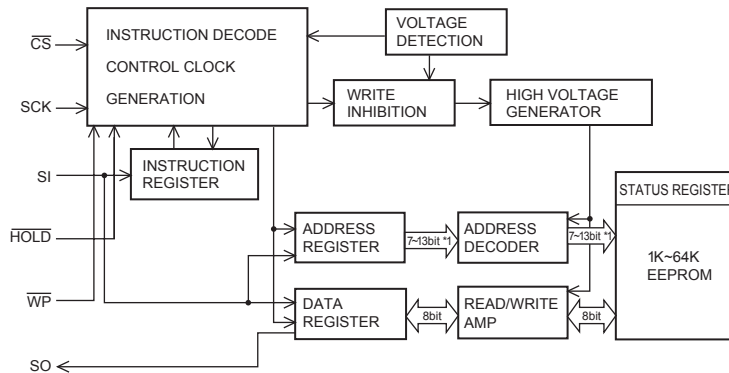 CS
SCK
SI
HOLD
WP
SO
INSTRUCTION DECODE
CONTROL CLOCK
GENERATION
VOLTAGE
DETECTION
WRITE
INHIBITION
HIGH VOLTAGE
GENERATOR
INSTRUCTION
REGISTER
ADDRESS
REGISTER
7~13bit *1
ADDRESS
DECODER
7~13bit *1
DATA
REGISTER
8bit
READ/WRITE
AMP
8bit
STATUS REGISTER
1K~64K
EEPROM